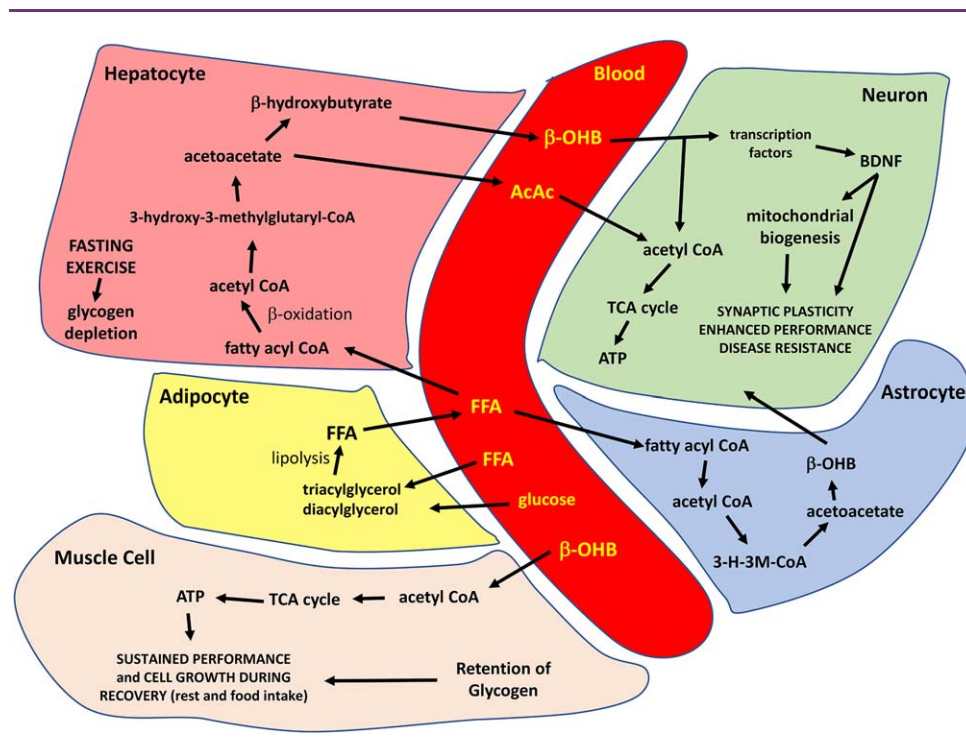 Hepatocyte
β-hydroxybutyrate
acetoacetate
3-hydroxy-3-methylglutaryl-CoA
FASTING
EXERCISE
glycogen
depletion
acetyl CoA
β-oxidation
fatty acyl CoA
Blood
β-OHB
AcAc
FFA
FFA
glucose
β-OHB
Neuron
transcription
factors
BDNF
mitochondrial
biogenesis
acetyl CoA
TCA cycle
ATP
SYNAPTIC PLASTICITY
ENHANCED PERFORMANCE
DISEASE RESISTANCE
Adipocyte
FFA
lipolysis
triacylglycerol
diacylglycerol
Astrocyte
fatty acyl CoA
acetyl CoA
3-H-3M-CoA
acetoacetate
β-OHB
Muscle Cell
ATP
TCA cycle
acetyl CoA
SUSTAINED PERFORMANCE
and CELL GROWTH DURING
RECOVERY (rest and food intake)
Retention of
Glycogen